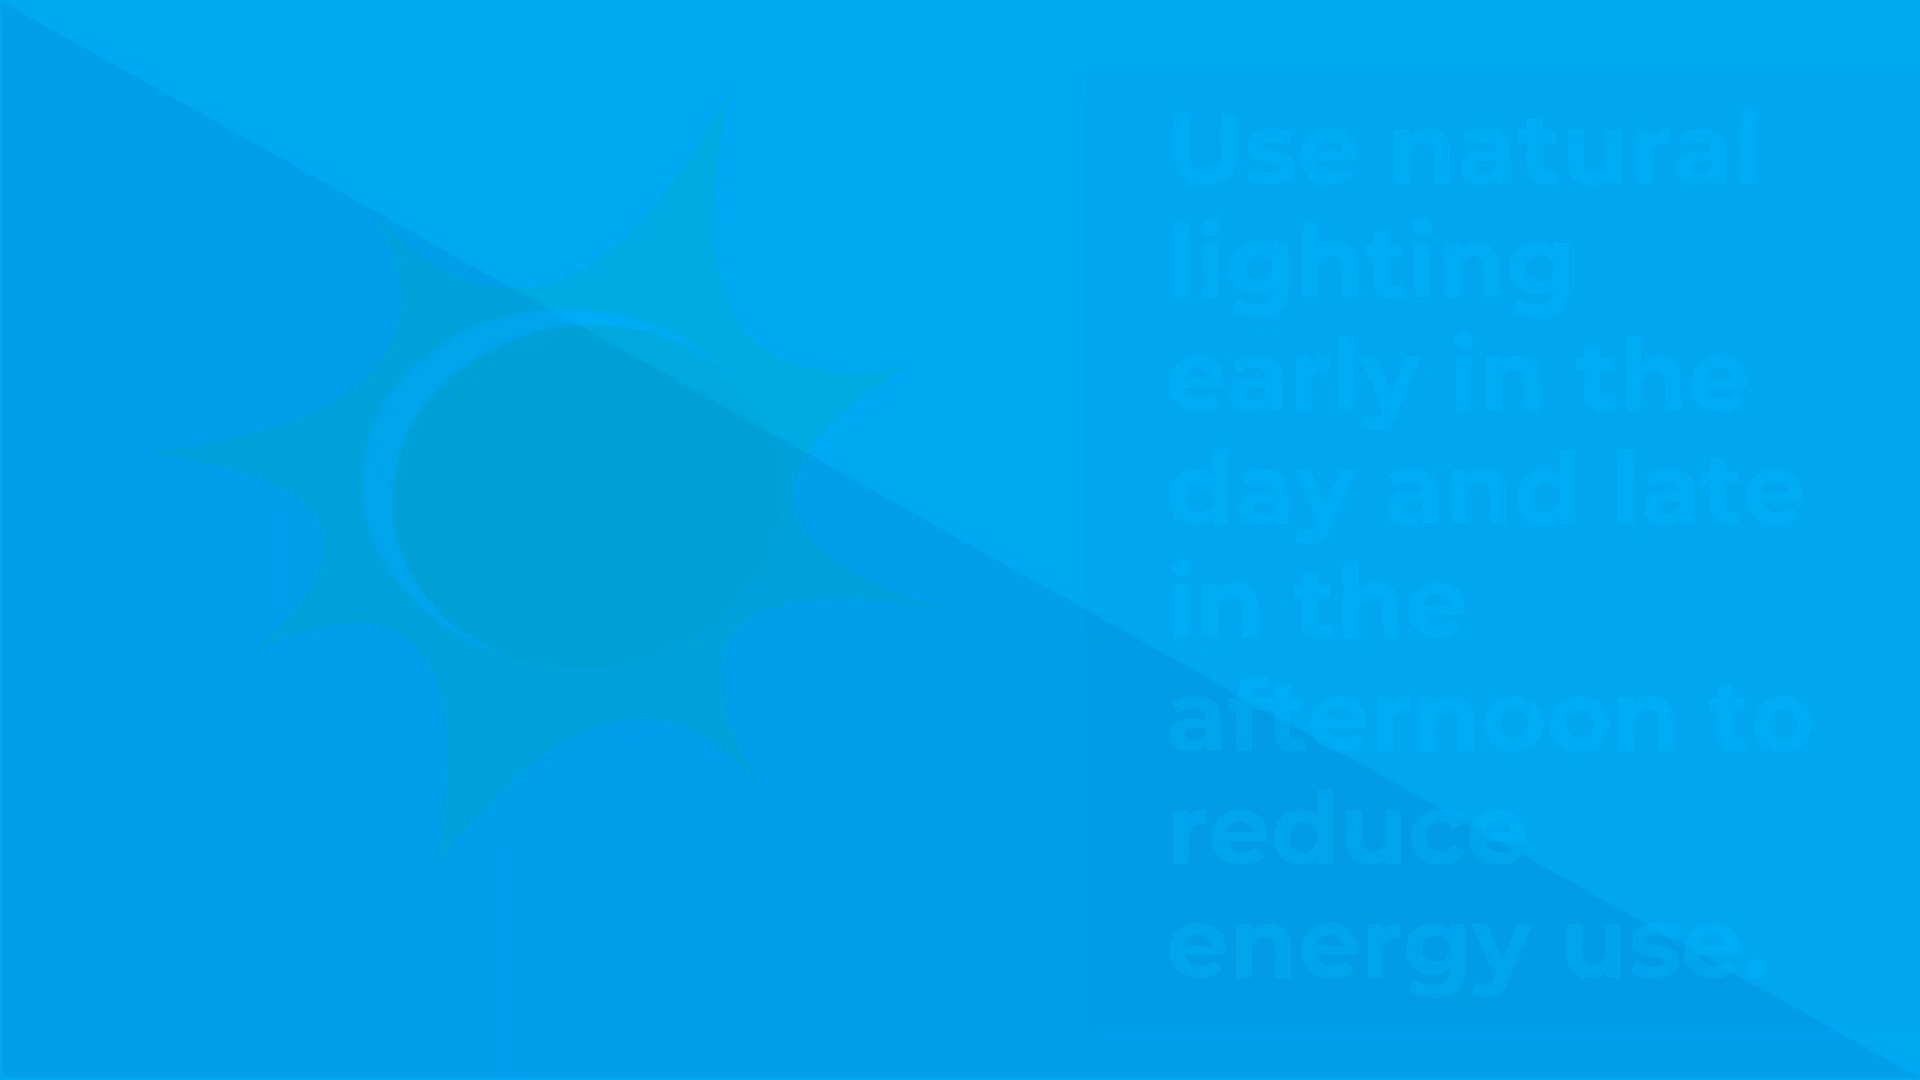 Use natural
lighting
early in the
day and late
in the
afternoon to
reduce
energy use.